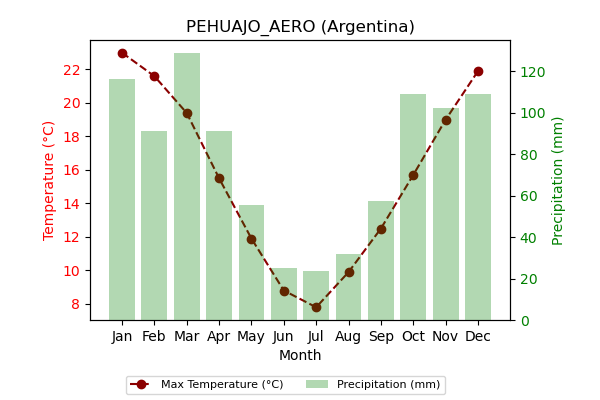 PEHUAJO_AERO (Argentina)
22
20
18
16
14
12
10
8
Temperature (°C)
120
100
80
60
40
20
0
Precipitation (mm)
Jan Feb Mar Apr May Jun Jul Aug Sep Oct Nov Dec
Month
Max Temperature (°C) Precipitation (mm)